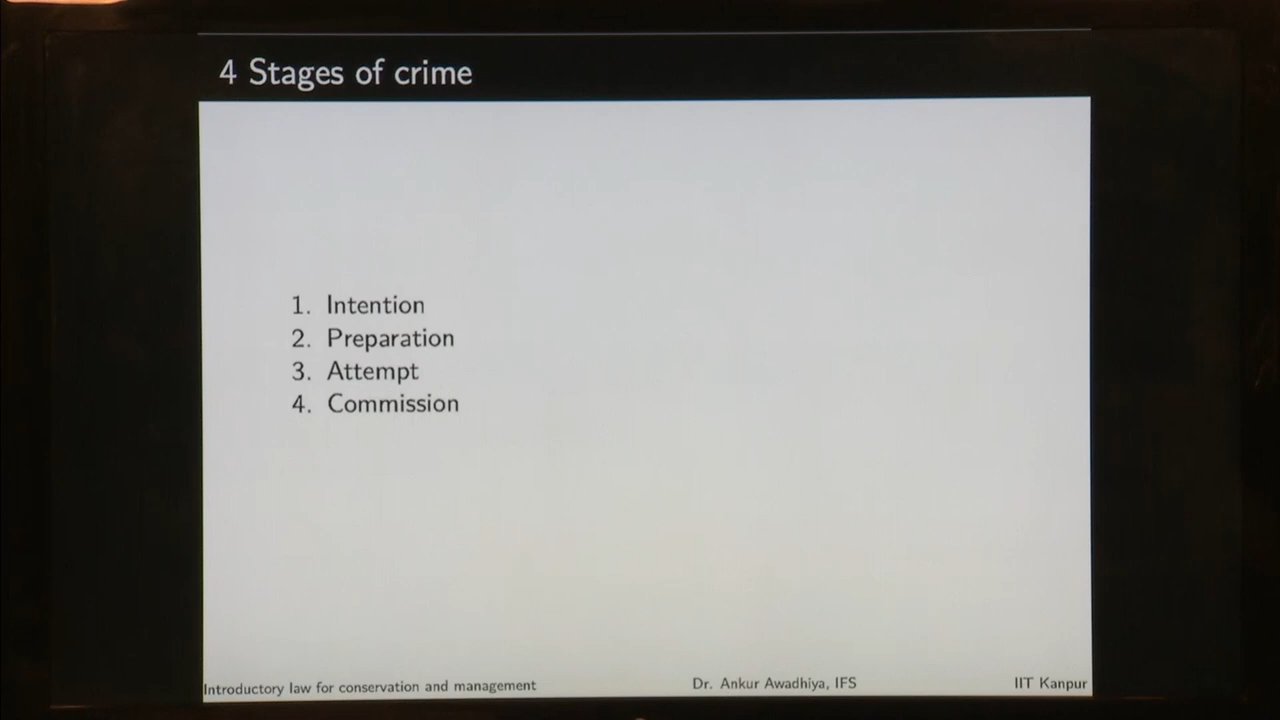 4 Stages of crime
1. Intention
2. Preparation
3. Attempt
4. Commission
Introductory law for conservation and management Dr. Ankur Awadhiya, IFS IIT Kanpur